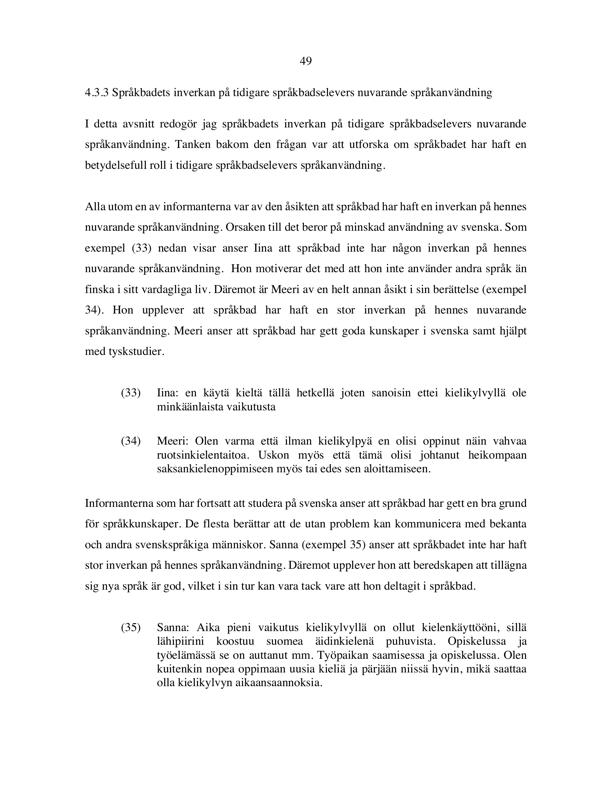 49
4.3.3 Språkbadets inverkan på tidigare språkbadselevers nuvarande språkanvändning
I detta avsnitt redogör jag språkbadets inverkan på tidigare språkbadselevers nuvarande
språkanvändning. Tanken bakom den frågan var att utforska om språkbadet har haft en
betydelsefull roll i tidigare språkbadselevers språkanvändning.
Alla utom en av informanterna var av den åsikten att språkbad har haft en inverkan på hennes
nuvarande språkanvändning. Orsaken till det beror på minskad användning av svenska. Som
exempel (33) nedan visar anser Iina att språkbad inte har någon inverkan på hennes
nuvarande språkanvändning. Hon motiverar det med att hon inte använder andra språk än
finska i sitt vardagliga liv. Däremot är Meeri av en helt annan åsikt i sin berättelse (exempel
34). Hon upplever att språkbad har haft en stor inverkan på hennes nuvarande
språkanvändning. Meeri anser att språkbad har gett goda kunskaper i svenska samt hjälpt
med tyskstudier.
(33) Iina: en käytä kieltä tällä hetkellä joten sanoisin ettei kielikylvyllä ole
minkäänlaista vaikutusta
(34) Meeri: Olen varma että ilman kielikylpyä en olisi oppinut näin vahvaa
ruotsinkielentaitoa. Uskon myös että tämä olisi johtanut heikompaan
saksankielenoppimiseen myös tai edes sen aloittamiseen.
Informanterna som har fortsatt att studera på svenska anser att språkbad har gett en bra grund
för språkkunskaper. De flesta berättar att de utan problem kan kommunicera med bekanta
och andra svenskspråkiga människor. Sanna (exempel 35) anser att språkbadet inte har haft
stor inverkan på hennes språkanvändning. Däremot upplever hon att beredskapen att tillägna
sig nya språk är god, vilket i sin tur kan vara tack vare att hon deltagit i språkbad.
(35) Sanna: Aika pieni vaikutus kielikylvyllä on ollut kielenkäyttööni, sillä
lähipiirini koostuu suomea äidinkielenä puhuvista. Opiskelussa ja
työelämässä se on auttanut mm. Työpaikan saamisessa ja opiskelussa. Olen
kuitenkin nopea oppimaan uusia kieliä ja pärjään niissä hyvin, mikä saattaa
olla kielikylvyn aikaansaannoksia.